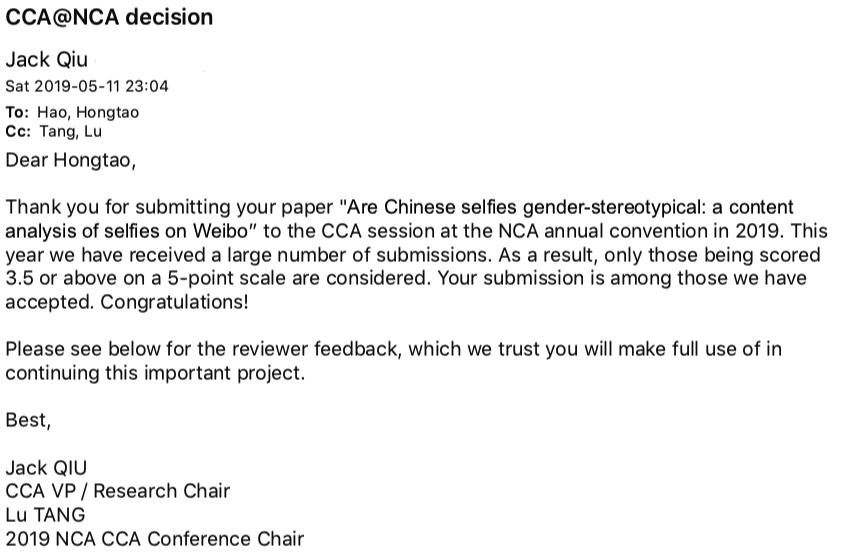 CCA@NCA decision
Jack Qiu
Sat 2019-05-11 23:04
To: Hao, Hongtao
Cc: Tang, Lu
Dear Hongtao,
Thank you for submitting your paper "Are Chinese selfies gender-stereotypical: a content
analysis of selfies on Weibo” to the CCA session at the NCA annual convention in 2019. This
year we have received a large number of submissions. As a result, only those being scored
3.5 or above on a 5-point scale are considered. Your submission is among those we have
accepted. Congratulations!
Please see below for the reviewer feedback, which we trust you will make full use of in
continuing this important project.
Best,
Jack QIU
CCA VP / Research Chair
Lu TANG
2019 NCA CCA Conference Chair